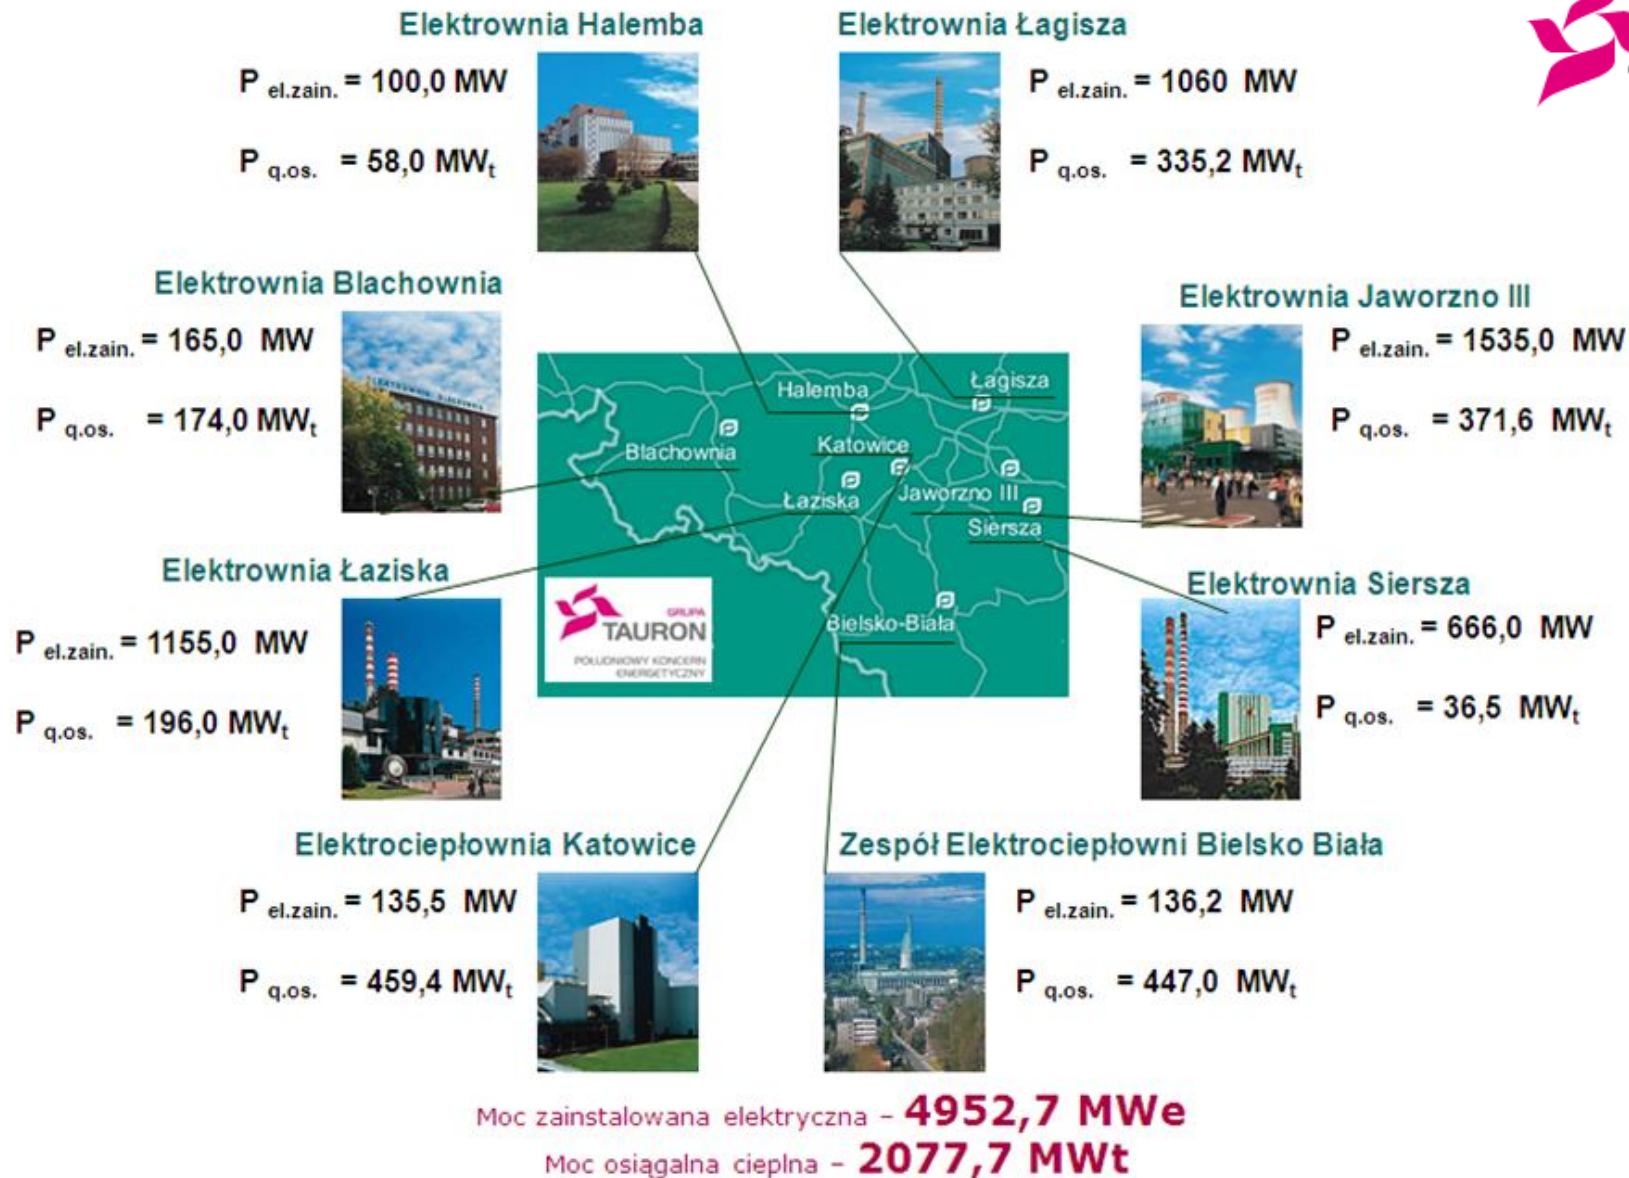 Elektrownia Halemba
P el.zain. = 100,0 MW
P q.os. = 58,0 MWt
Elektrownia Łagisza
P el.zain. = 1060 MW
P q.os. = 335,2 MWt
Elektrownia Blachownia
P el.zain. = 165,0 MW
P q.os. = 174,0 MWt
ELEKTROWNIA BLACHOWNIA
Elektrownia Jaworzno III
P el.zain. = 1535,0 MW
P q.os. = 371,6 MWt
Halemba
Łagisza
Katowice
Blachownia
Łaziska
Jaworzno III
Siersza
Bielsko-Biała
GRUPA
TAURON
POŁUDNIOWY KONCERN
ENERGETYCZNY
Elektrownia Łaziska
P el.zain. = 1155,0 MW
P q.os. = 196,0 MWt
Elektrownia Siersza
P el.zain. = 666,0 MW
P q.os. = 36,5 MWt
Elektrociepłownia Katowice
P el.zain. = 135,5 MW
P q.os. = 459,4 MWt
Zespół Elektrociepłowni Bielsko Biała
P el.zain. = 136,2 MW
P q.os. = 447,0 MWt
Moc zainstalowana elektryczna – 4952,7 MWe
Moc osiągalna cieplna – 2077,7 MWt